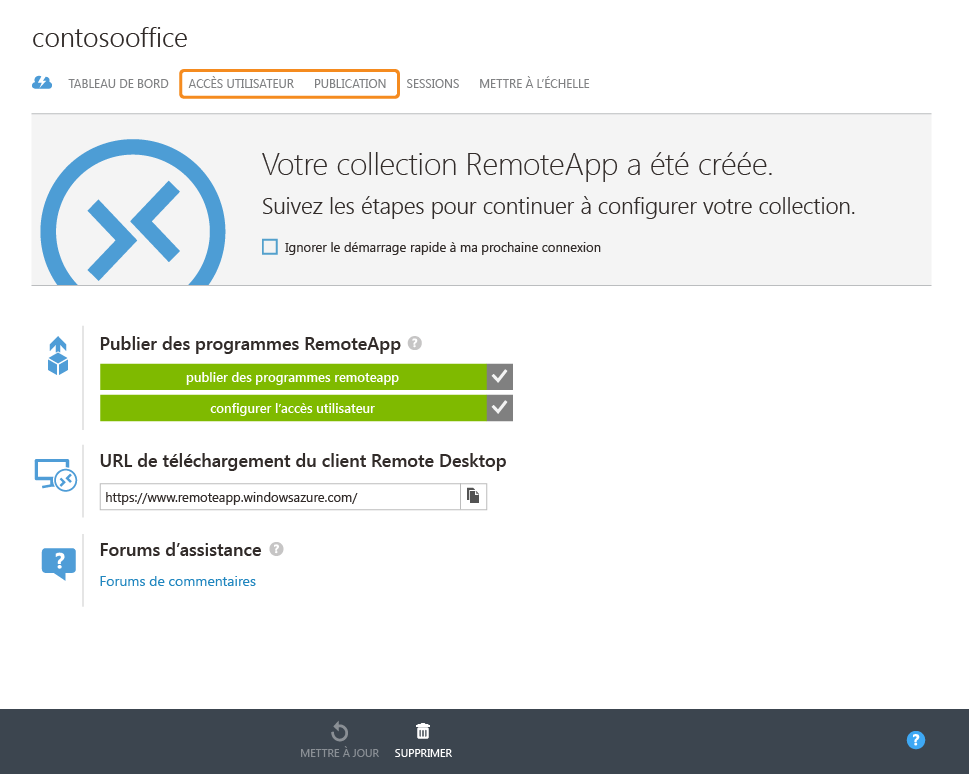 contosooffice
TABLEAU DE BORD ACCÈS UTILISATEUR PUBLICATION SESSIONS METTRE À L'ÉCHELLE
Votre collection RemoteApp a été créée.
Suivez les étapes pour continuer à configurer votre collection.
Ignorer le démarrage rapide à ma prochaine connexion
Publier des programmes RemoteApp ?
publier des programmes remoteapp
configurer l'accès utilisateur
URL de téléchargement du client Remote Desktop
https://www.remoteapp.windowsazure.com/
? Forums d'assistance ?
Forums de commentaires
METTRE À JOUR SUPPRIMER ?